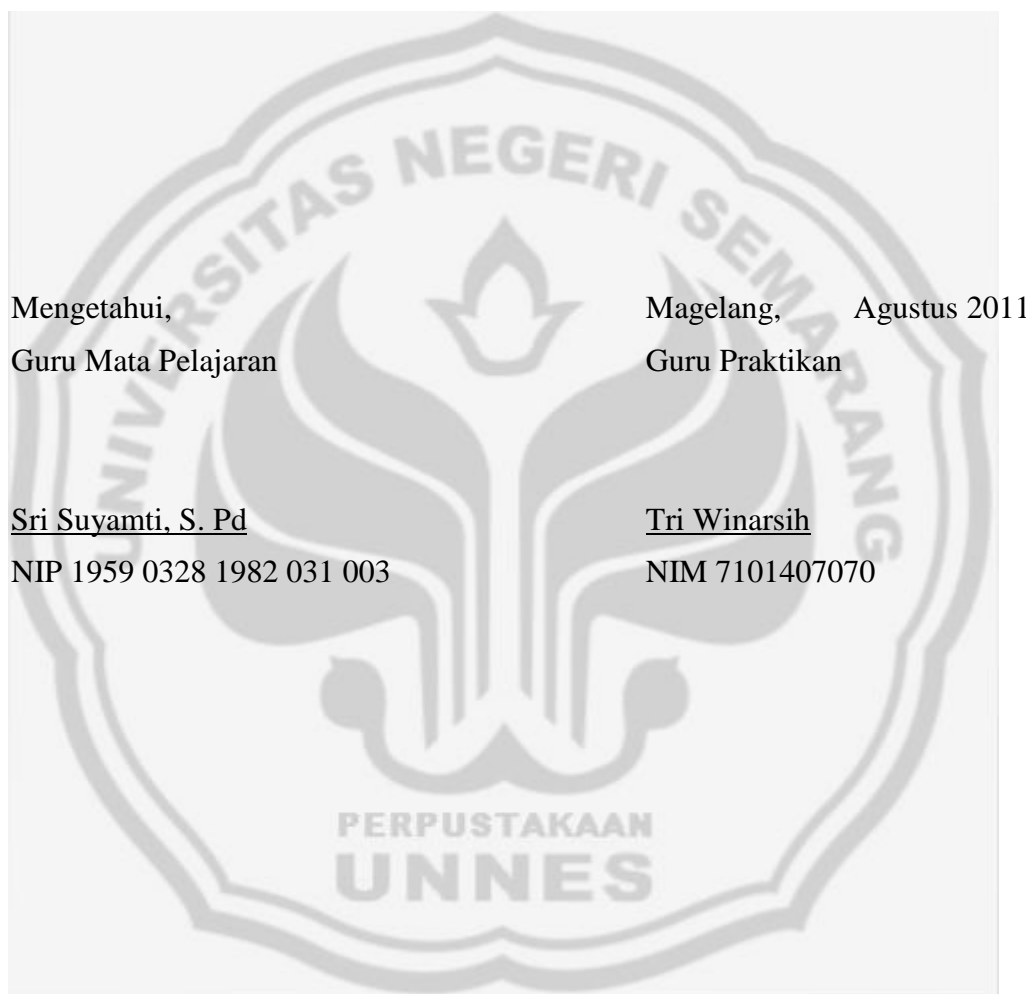 UNIVERSITAS NEGERI SEMARANG
Mengetahui,
Guru Mata Pelajaran
Sri Suyamti, S. Pd
NIP 1959 0328 1982 031 003
Magelang, Agustus 2011
Guru Praktikan
Tri Winarsih
NIM 7101407070
PERPUSTAKAAN
UNNES